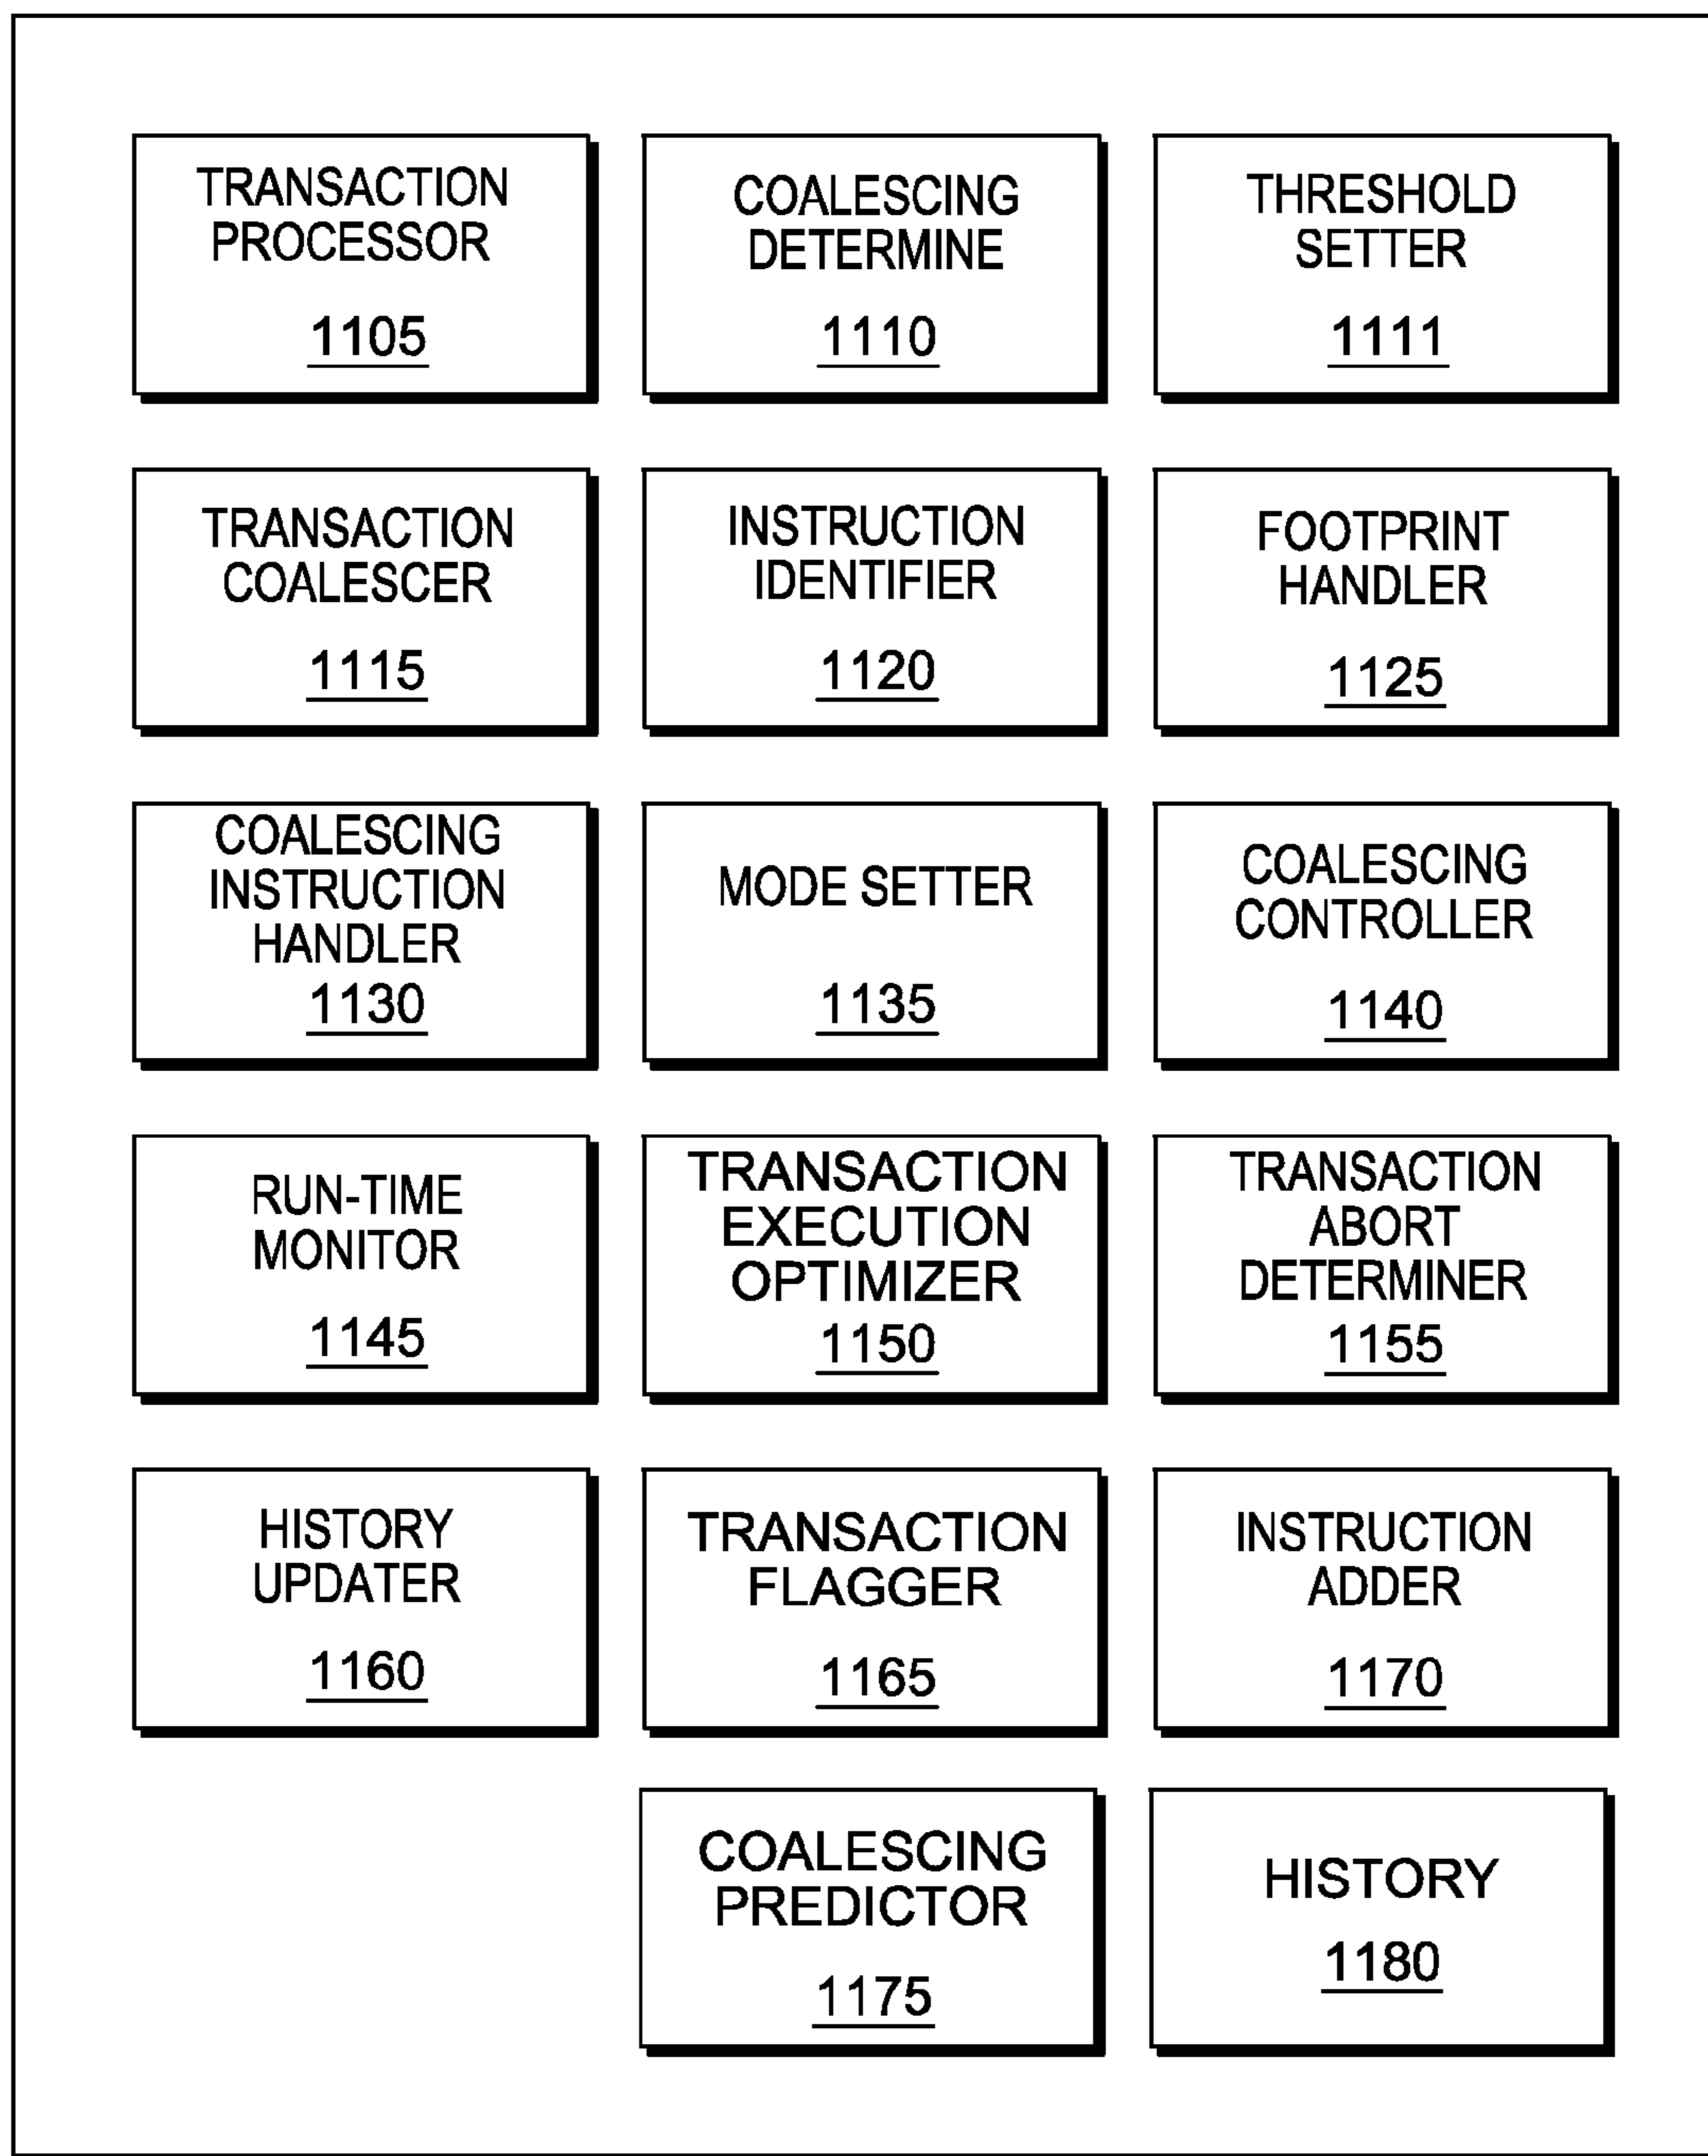 TRANSACTION
PROCESSOR
1105
COALESCING
DETERMINE
1110
THRESHOLD
SETTER
1111
TRANSACTION
COALESCER
1115
INSTRUCTION
IDENTIFIER
1120
FOOTPRINT
HANDLER
1125
COALESCING
INSTRUCTION
HANDLER
1130
MODE SETTER
1135
COALESCING
CONTROLLER
1140
RUN-TIME
MONITOR
1145
TRANSACTION
EXECUTION
OPTIMIZER
1150
TRANSACTION
ABORT
DETERMINER
1155
HISTORY
UPDATER
1160
TRANSACTION
FLAGGER
1165
INSTRUCTION
ADDER
1170
COALESCING
PREDICTOR
1175
HISTORY
1180